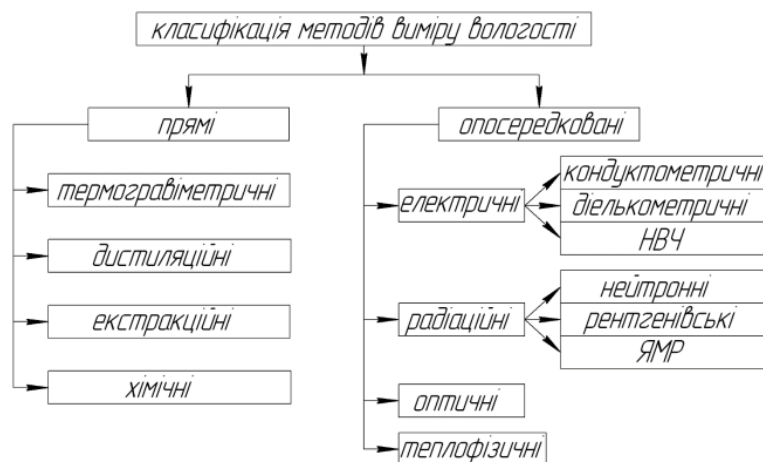 класифікація методів виміру вологості
прямі
термогравіметричні
дистиляційні
екстракційні
хімічні
опосередковані
електричні
кондуктометричні
діелькометричні
НВЧ
радіаційні
нейтронні
рентгенівські
ЯМР
оптичні
теплофізичні